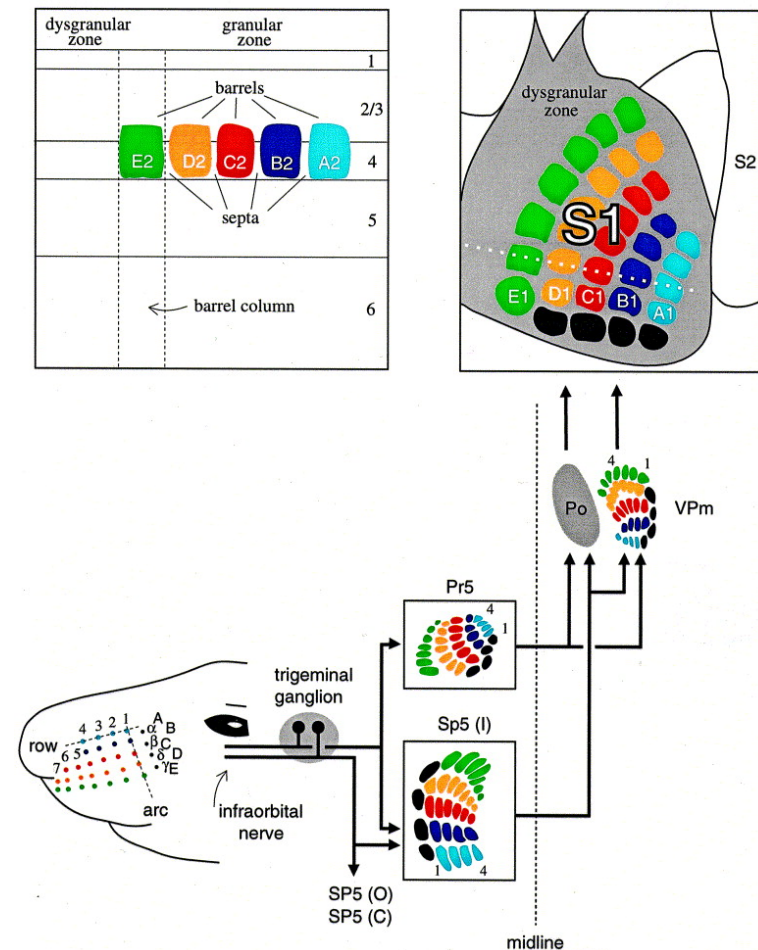 dysgranular
zone
granular
zone
1
barrels
2/3
E2
D2
C2
B2
A2
4
septa
5
barrel column
6
dysgranular
zone
S1
S2
E1
D1
C1
B1
A1
4
1
Po
VPm
Pr5
4
1
trigeminal
ganglion
Sp5 (I)
1
4
row
7
6
5
4
3
2
1
A
α
B
β
C
δ
D
γ
E
arc
infraorbital
nerve
SP5 (O)
SP5 (C)
midline